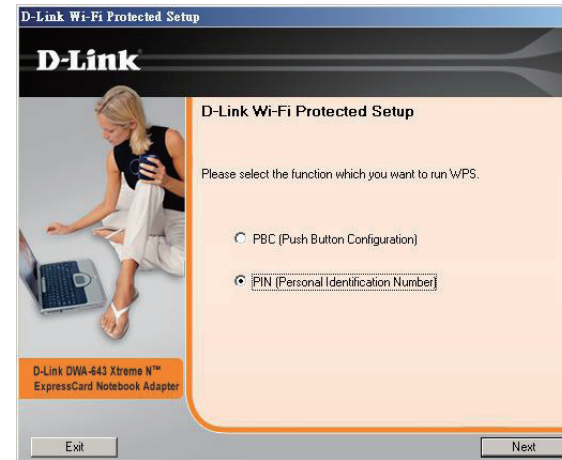 D-Link Wi-Fi Protected Setup
D-Link
D-Link Wi-Fi Protected Setup
Please select the function which you want to run WPS.
PBC (Push Button Configuration)
PIN (Personal Identification Number)
D-Link DWA-643 Xtreme N™
ExpressCard Notebook Adapter
Exit
Next